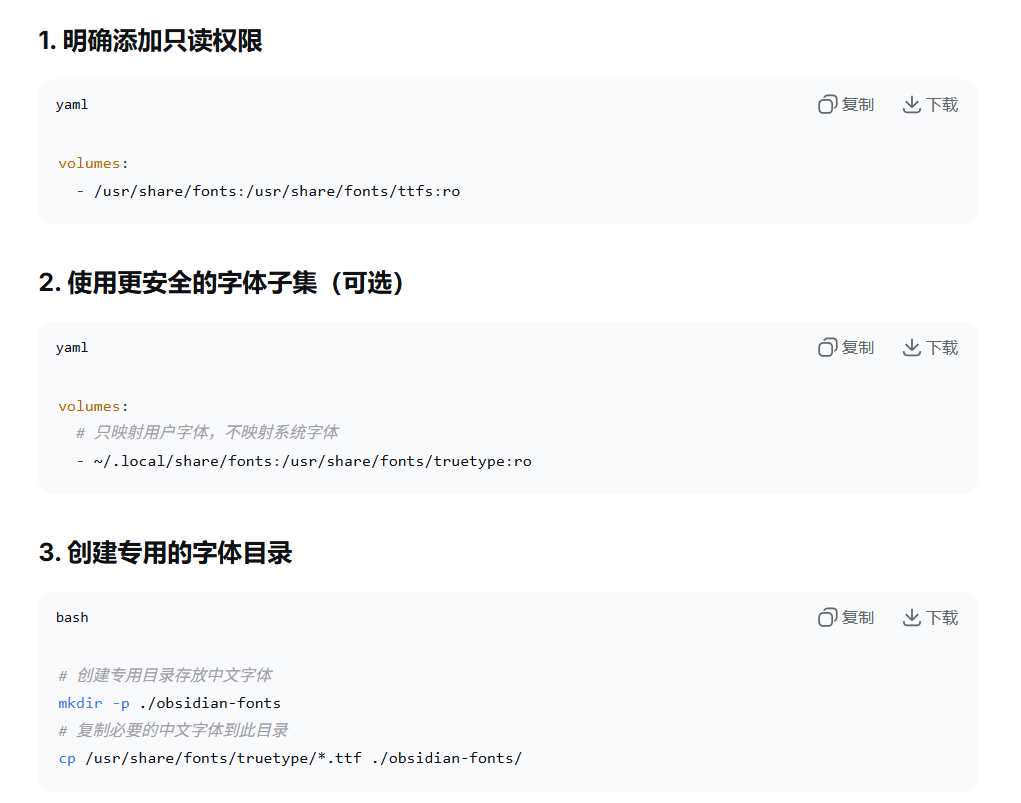 1. 明确添加只读权限
yaml
复制
下载
volumes:
- /usr/share/fonts:/usr/share/fonts/ttfs:ro
2. 使用更安全的字体子集（可选）
yaml
复制
下载
volumes:
# 只映射用户字体，不映射系统字体
- ~/.local/share/fonts:/usr/share/fonts/truetype:ro
3. 创建专用的字体目录
bash
复制
下载
# 创建专用目录存放中文字体
mkdir -p ./obsidian-fonts
# 复制必要的中文字体到此目录
cp /usr/share/fonts/truetype/*.ttf ./obsidian-fonts/